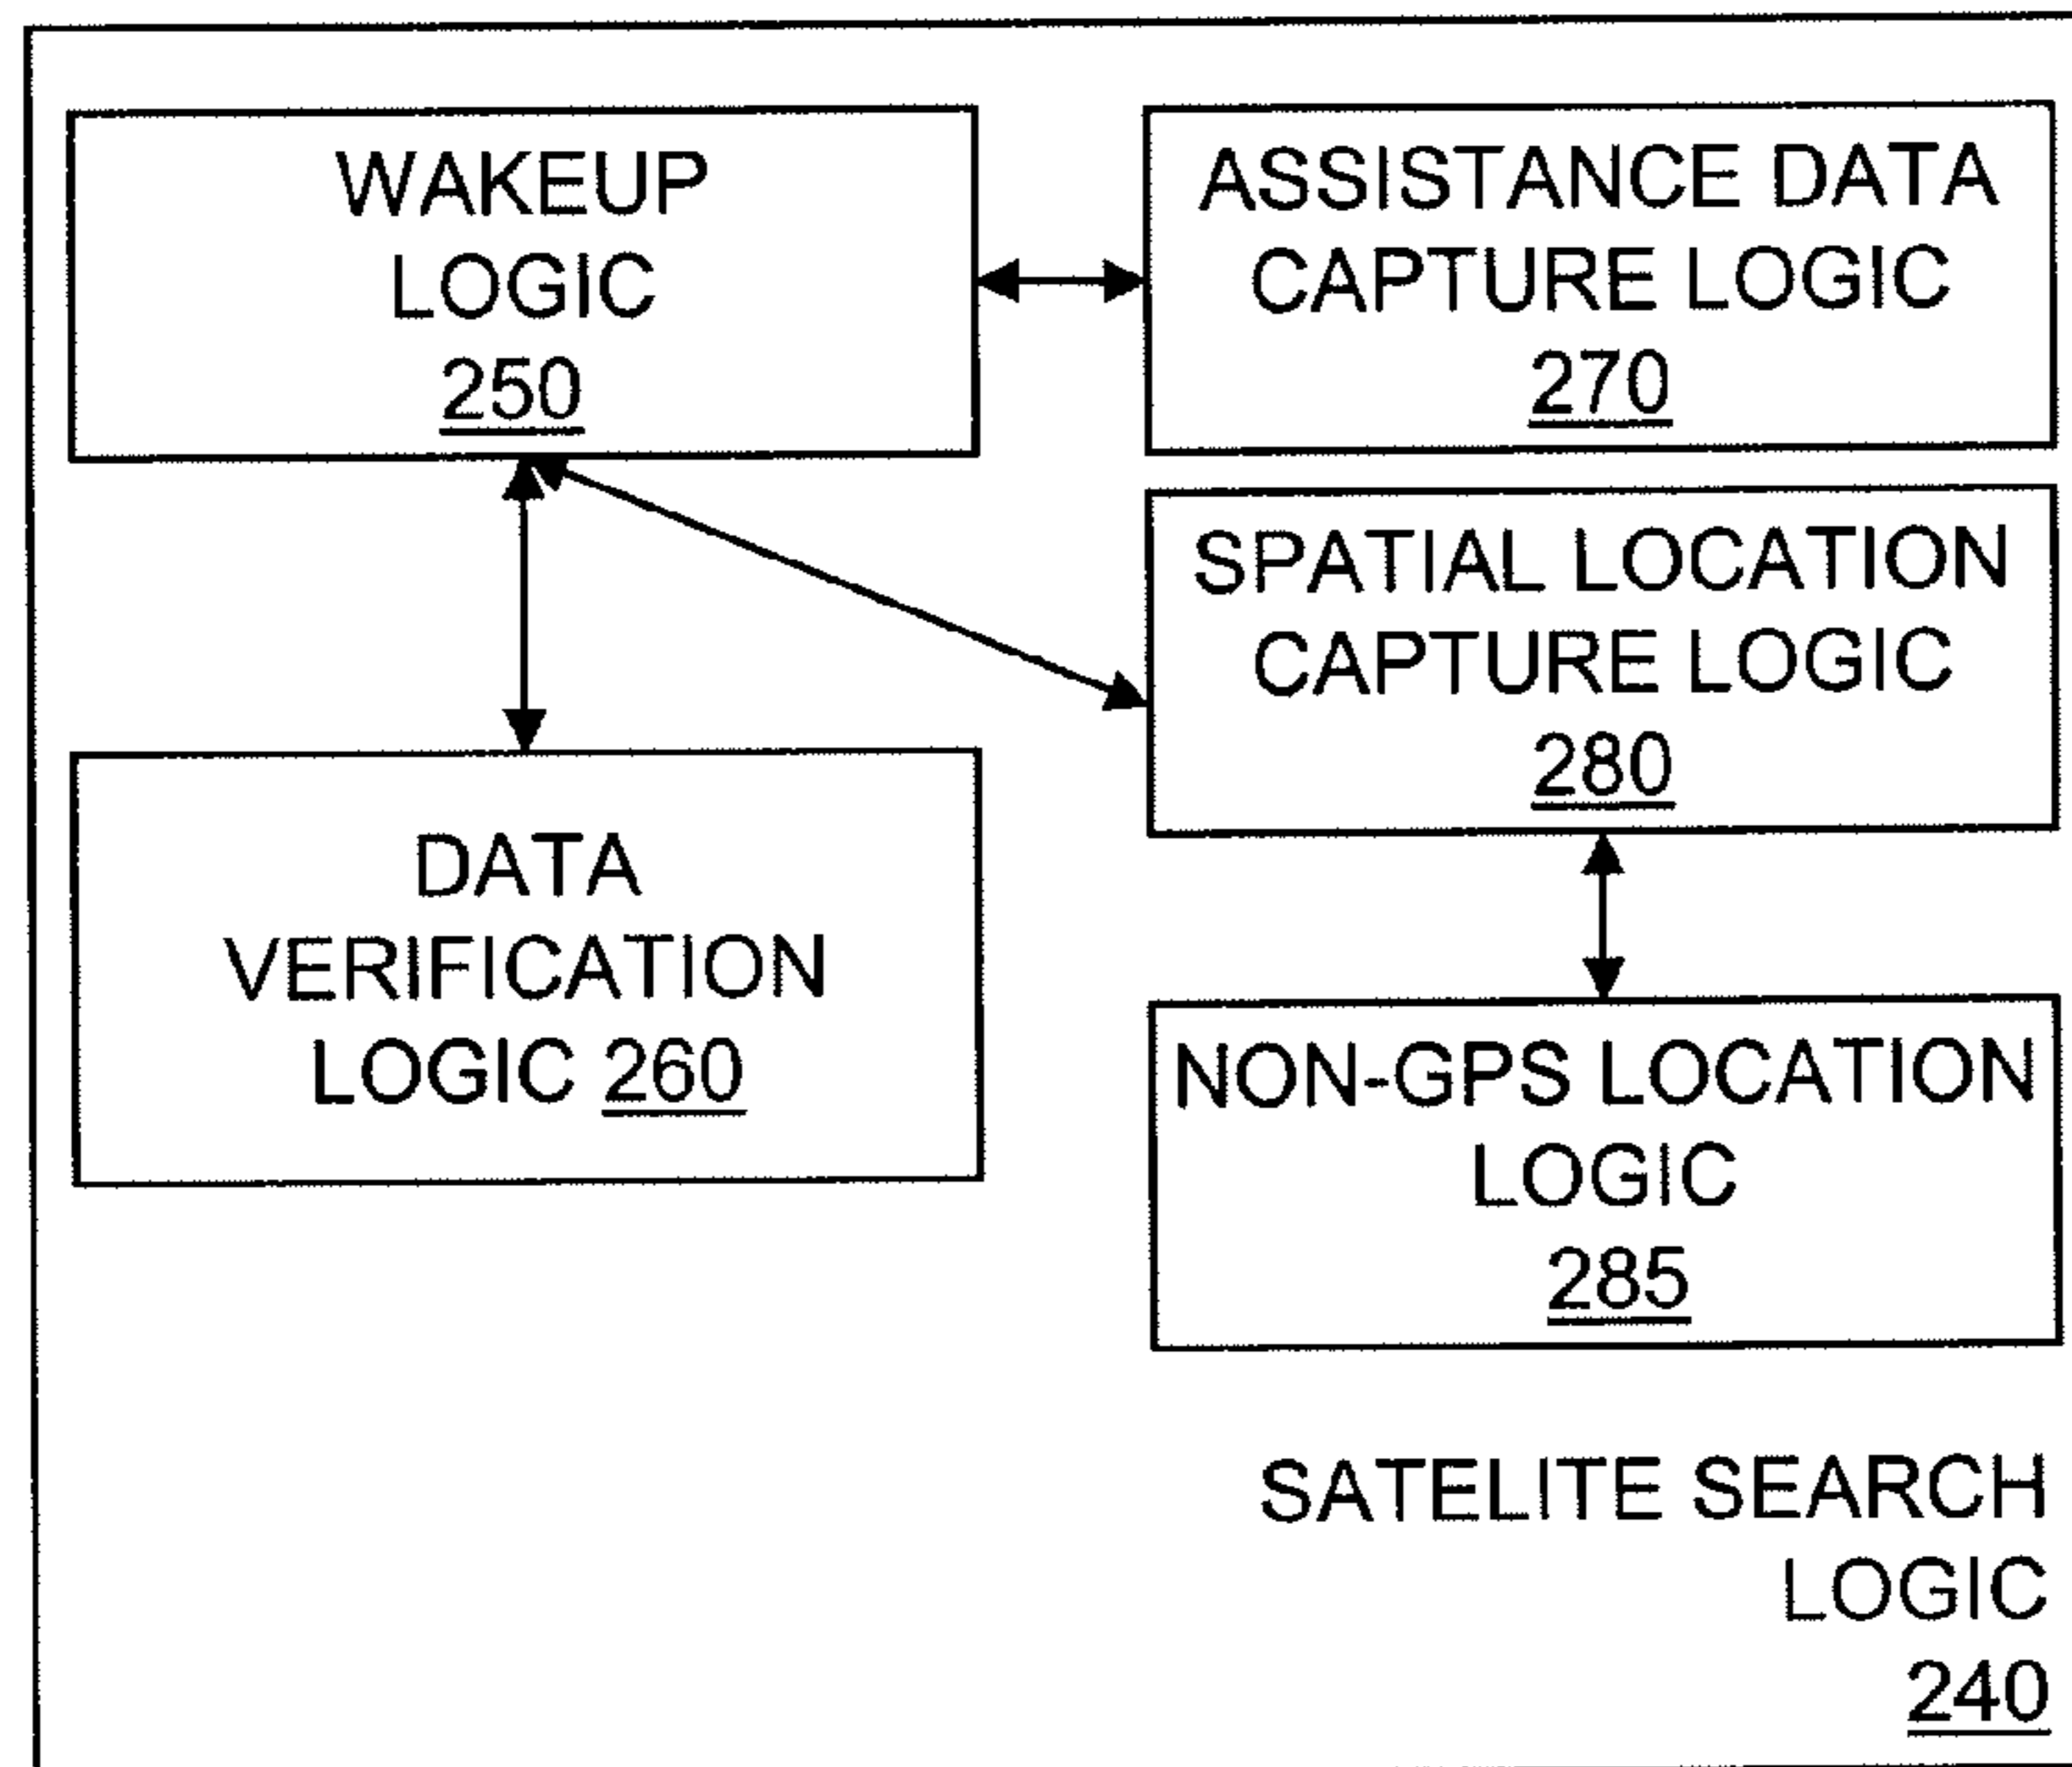 WAKEUP
LOGIC
250
ASSISTANCE DATA
CAPTURE LOGIC
270
SPATIAL LOCATION
CAPTURE LOGIC
280
DATA
VERIFICATION
LOGIC 260
NON-GPS LOCATION
LOGIC
285
SATELITE SEARCH
LOGIC
240